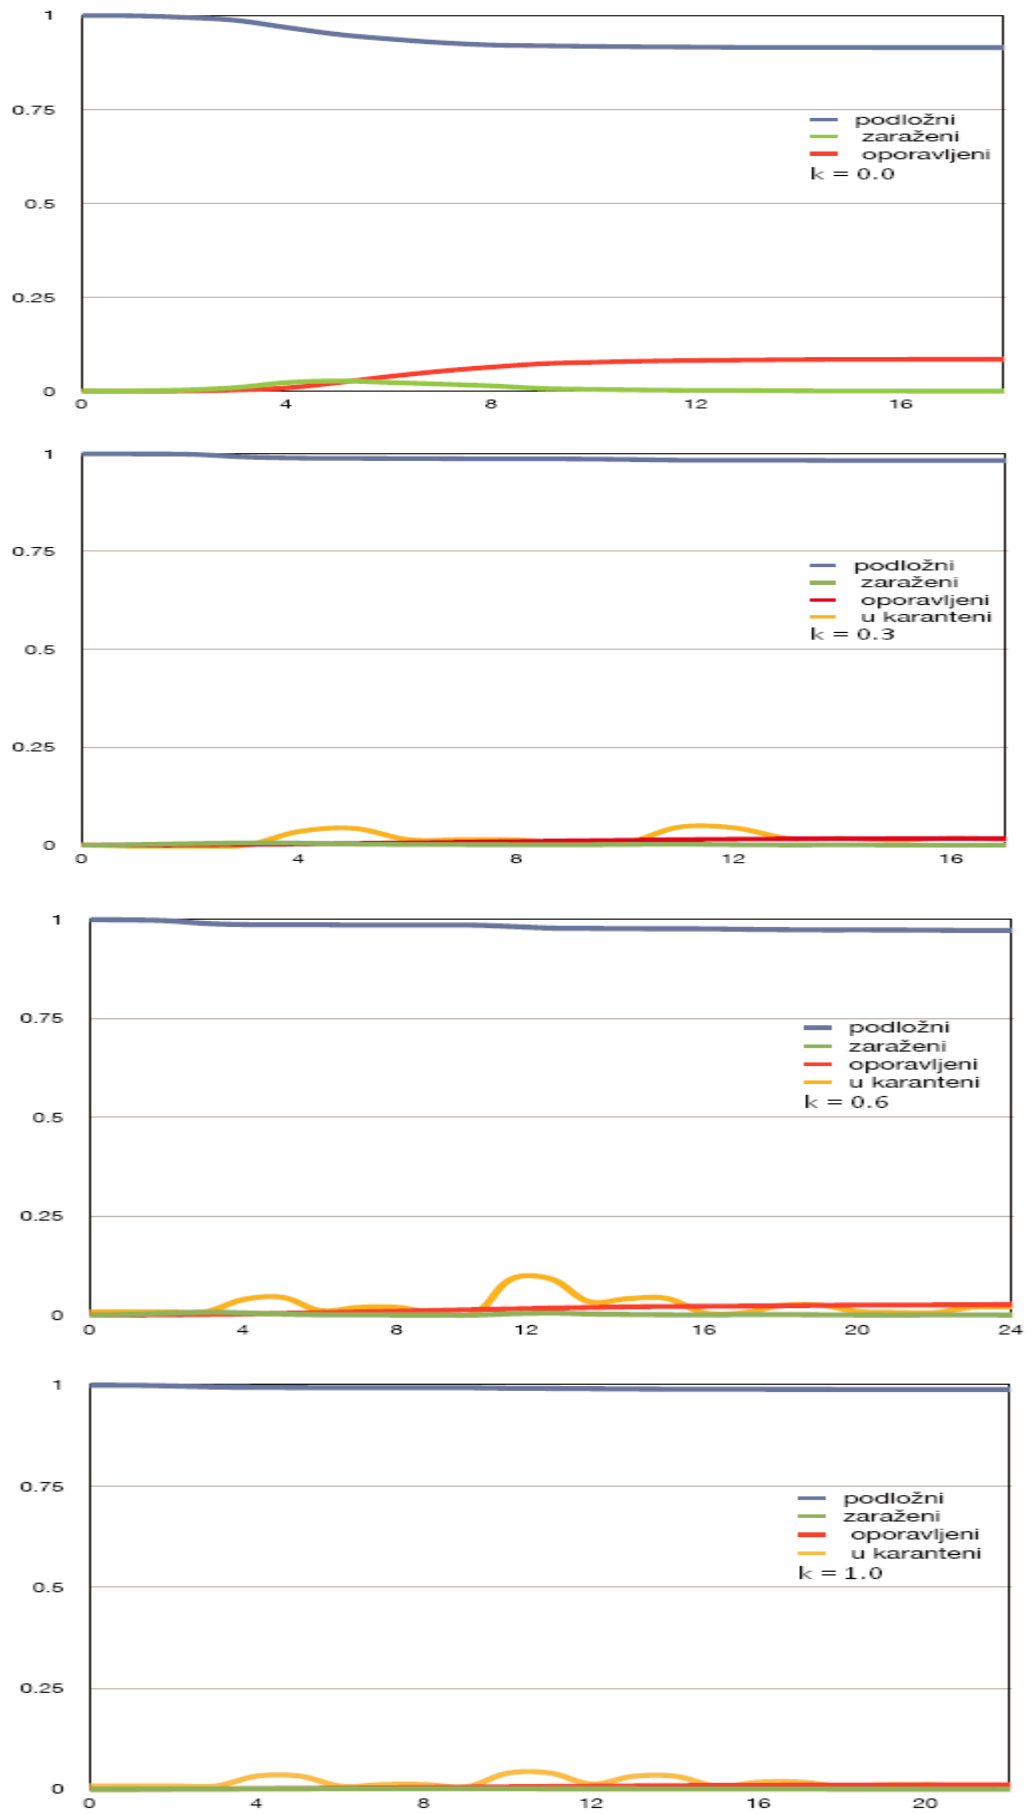 1
0.75
podložni
zaraženi
oporavljeni
k = 0.0
0.5
0.25
0
0 4 8 12 16
1
0.75
podložni
zaraženi
oporavljeni
u karanteni
k = 0.3
0.5
0.25
0
0 4 8 12 16
1
0.75
podložni
zaraženi
oporavljeni
u karanteni
k = 0.6
0.5
0.25
0
0 4 8 12 16 20 24
1
0.75
podložni
zaraženi
oporavljeni
u karanteni
k = 1.0
0.5
0.25
0
0 4 8 12 16 20